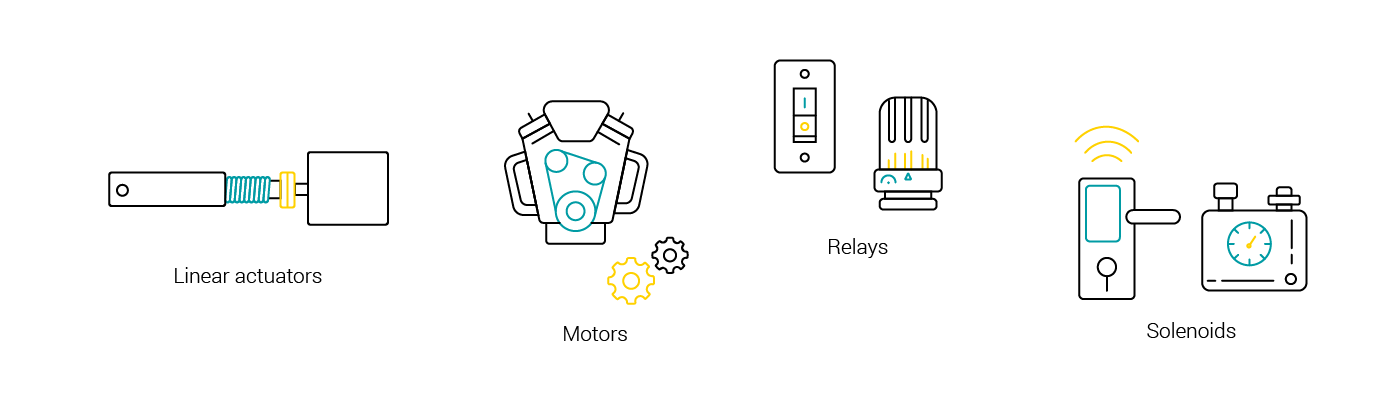 Linear actuators
Motors
Relays
Solenoids